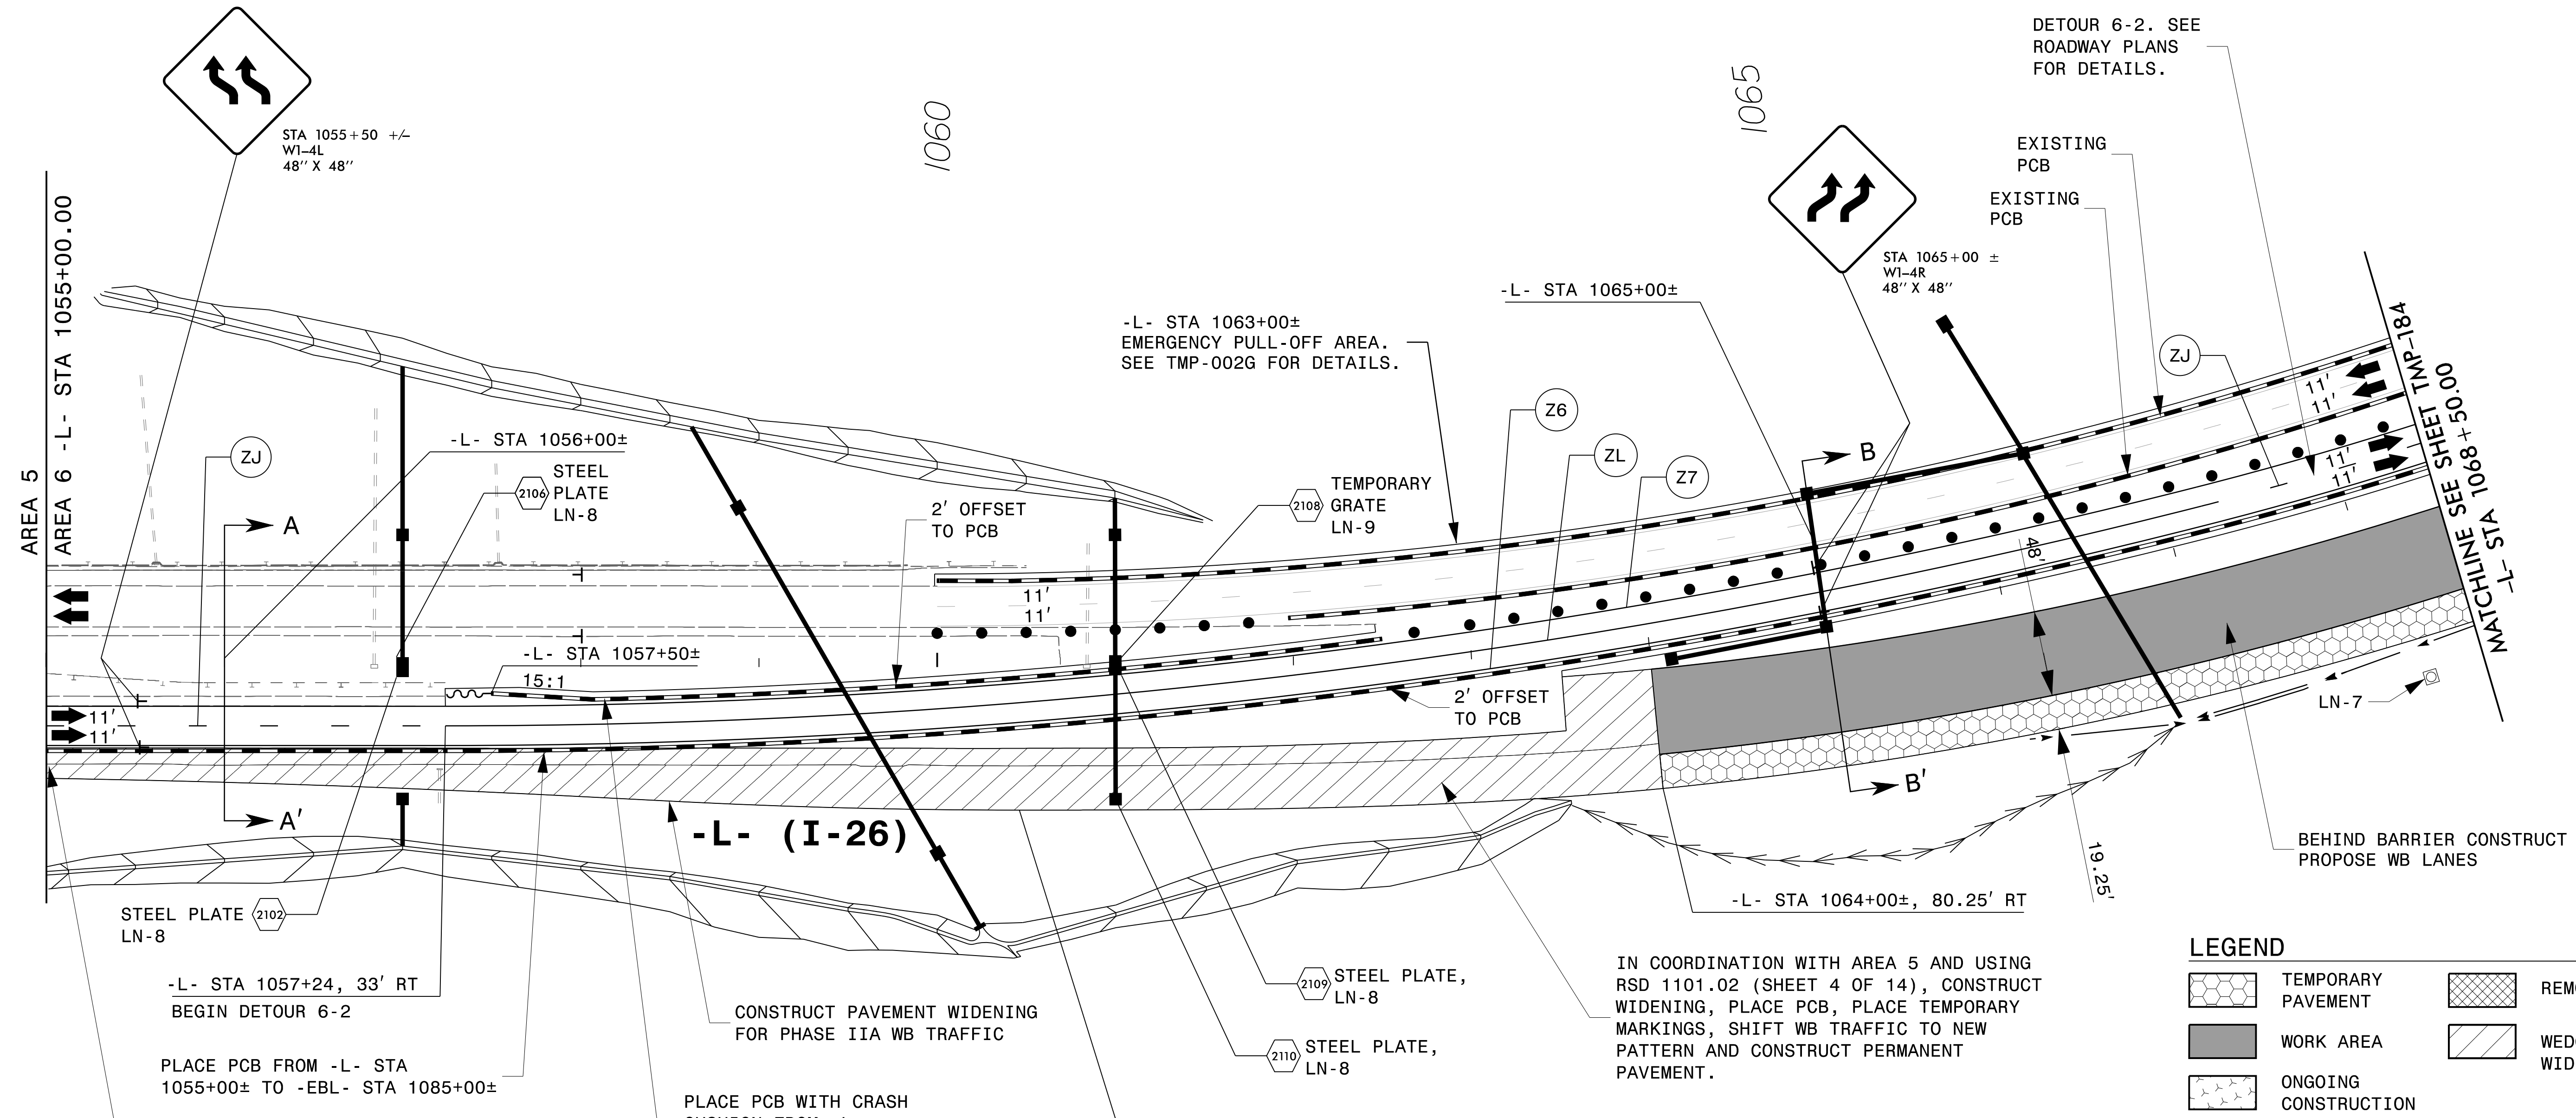 STA 1055+50 +/-
W1-4L
48" X 48"
1060
1065
DETOUR 6-2. SEE
ROADWAY PLANS
FOR DETAILS.
EXISTING
PCB
EXISTING
PCB
STA 1065+00 ±
W1-4R
48" X 48"
AREA 5
AREA 6 -L- STA 1055+00.00
-L- STA 1065+00±
-L- STA 1063+00±
EMERGENCY PULL-OFF AREA.
SEE TMP-002G FOR DETAILS.
MATCHLINE SEE SHEET TMP-184
-L- STA 1068+50.00
ZJ
11'
11'
11'
11'
Z6
ZL
Z7
B
ZJ
-L- STA 1056+00±
2106
STEEL
PLATE
LN-8
A
2' OFFSET
TO PCB
2108
TEMPORARY
GRATE
LN-9
48'
11'
11'
-L- STA 1057+50±
15:1
11'
11'
2' OFFSET
TO PCB
LN-7
B'
A'
-L- (I-26)
BEHIND BARRIER CONSTRUCT
PROPOSE WB LANES
19.25'
-L- STA 1064+00±, 80.25' RT
STEEL PLATE
LN-8
2102
-L- STA 1057+24, 33' RT
BEGIN DETOUR 6-2
CONSTRUCT PAVEMENT WIDENING
FOR PHASE IIA WB TRAFFIC
2109
STEEL PLATE,
LN-8
2110
STEEL PLATE,
LN-8
IN COORDINATION WITH AREA 5 AND USING
RSD 1101.02 (SHEET 4 OF 14), CONSTRUCT
WIDENING, PLACE PCB, PLACE TEMPORARY
MARKINGS, SHIFT WB TRAFFIC TO NEW
PATTERN AND CONSTRUCT PERMANENT
PAVEMENT.
PLACE PCB FROM -L- STA
1055+00± TO -EBL- STA 1085+00±
PLACE PCB WITH CRASH
LEGEND
TEMPORARY
PAVEMENT
WORK AREA
ONGOING
CONSTRUCTION